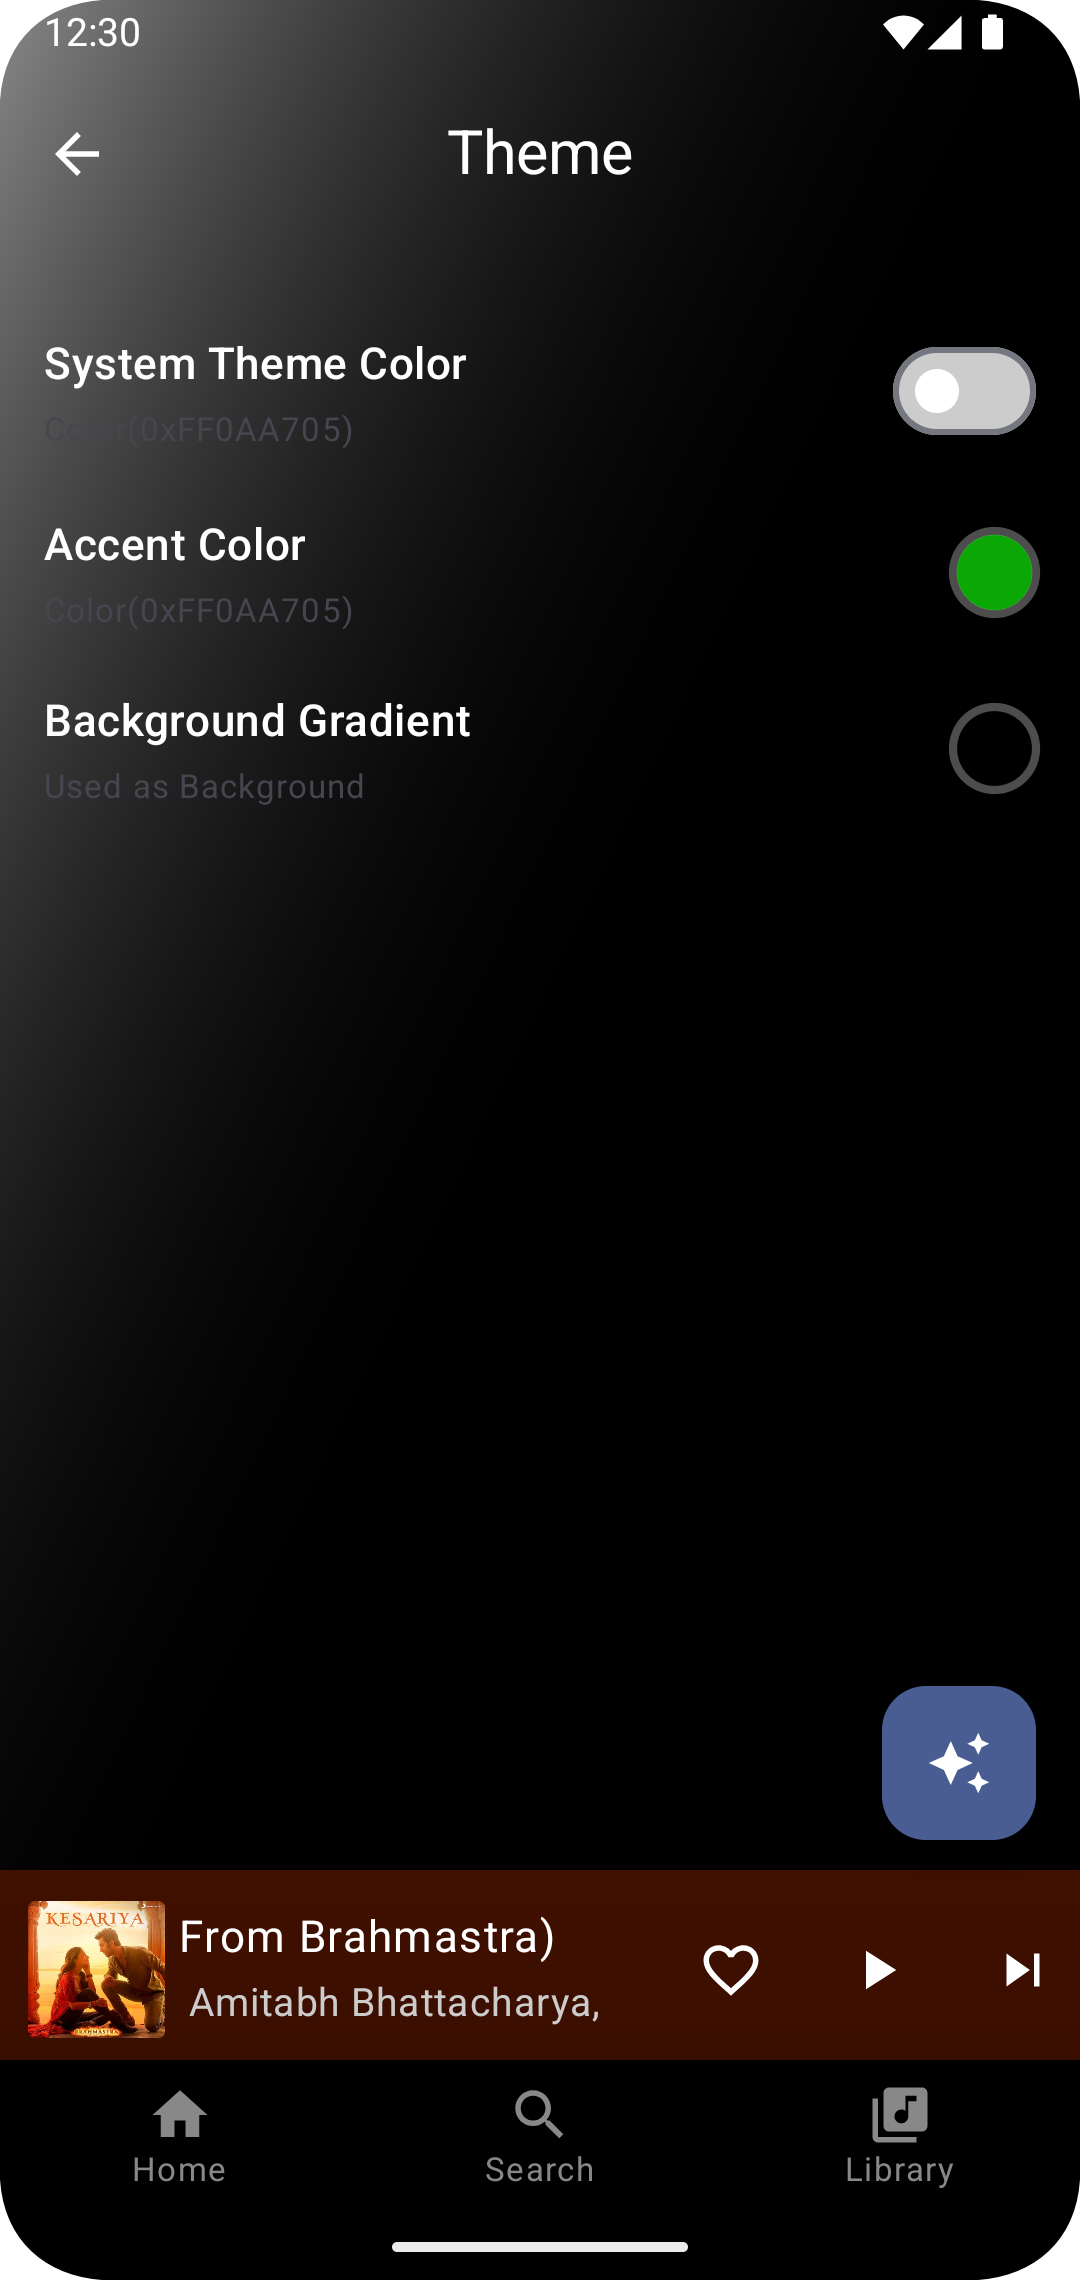 12:30
Theme
System Theme Color
Color(0xFF0AA705)
Accent Color
Color(0xFF0AA705)
Background Gradient
Used as Background
KESARIYA
BRAHMASTRA
From Brahmastra)
Amitabh Bhattacharya,
Home
Search
Library